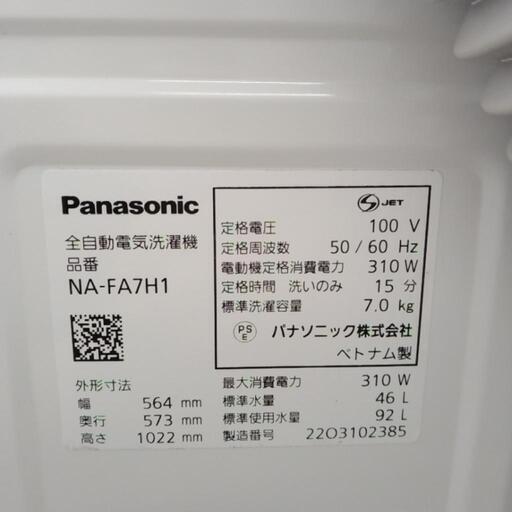 Panasonic
全自動電気洗濯機
品番
NA-FA7H1
外形寸法
幅 564 mm
奥行 573 mm
高さ 1022 mm
S JET
定格電圧 100 V
定格周波数 50/60 Hz
電動機定格消費電力 310 W
定格時間 洗いのみ 15 分
標準洗濯容量 7.0 kg
PS
E
パナソニック株式会社
ベトナム製
最大消費電力 310 W
標準水量 46 L
標準使用水量 92 L
製造番号 22O3102385